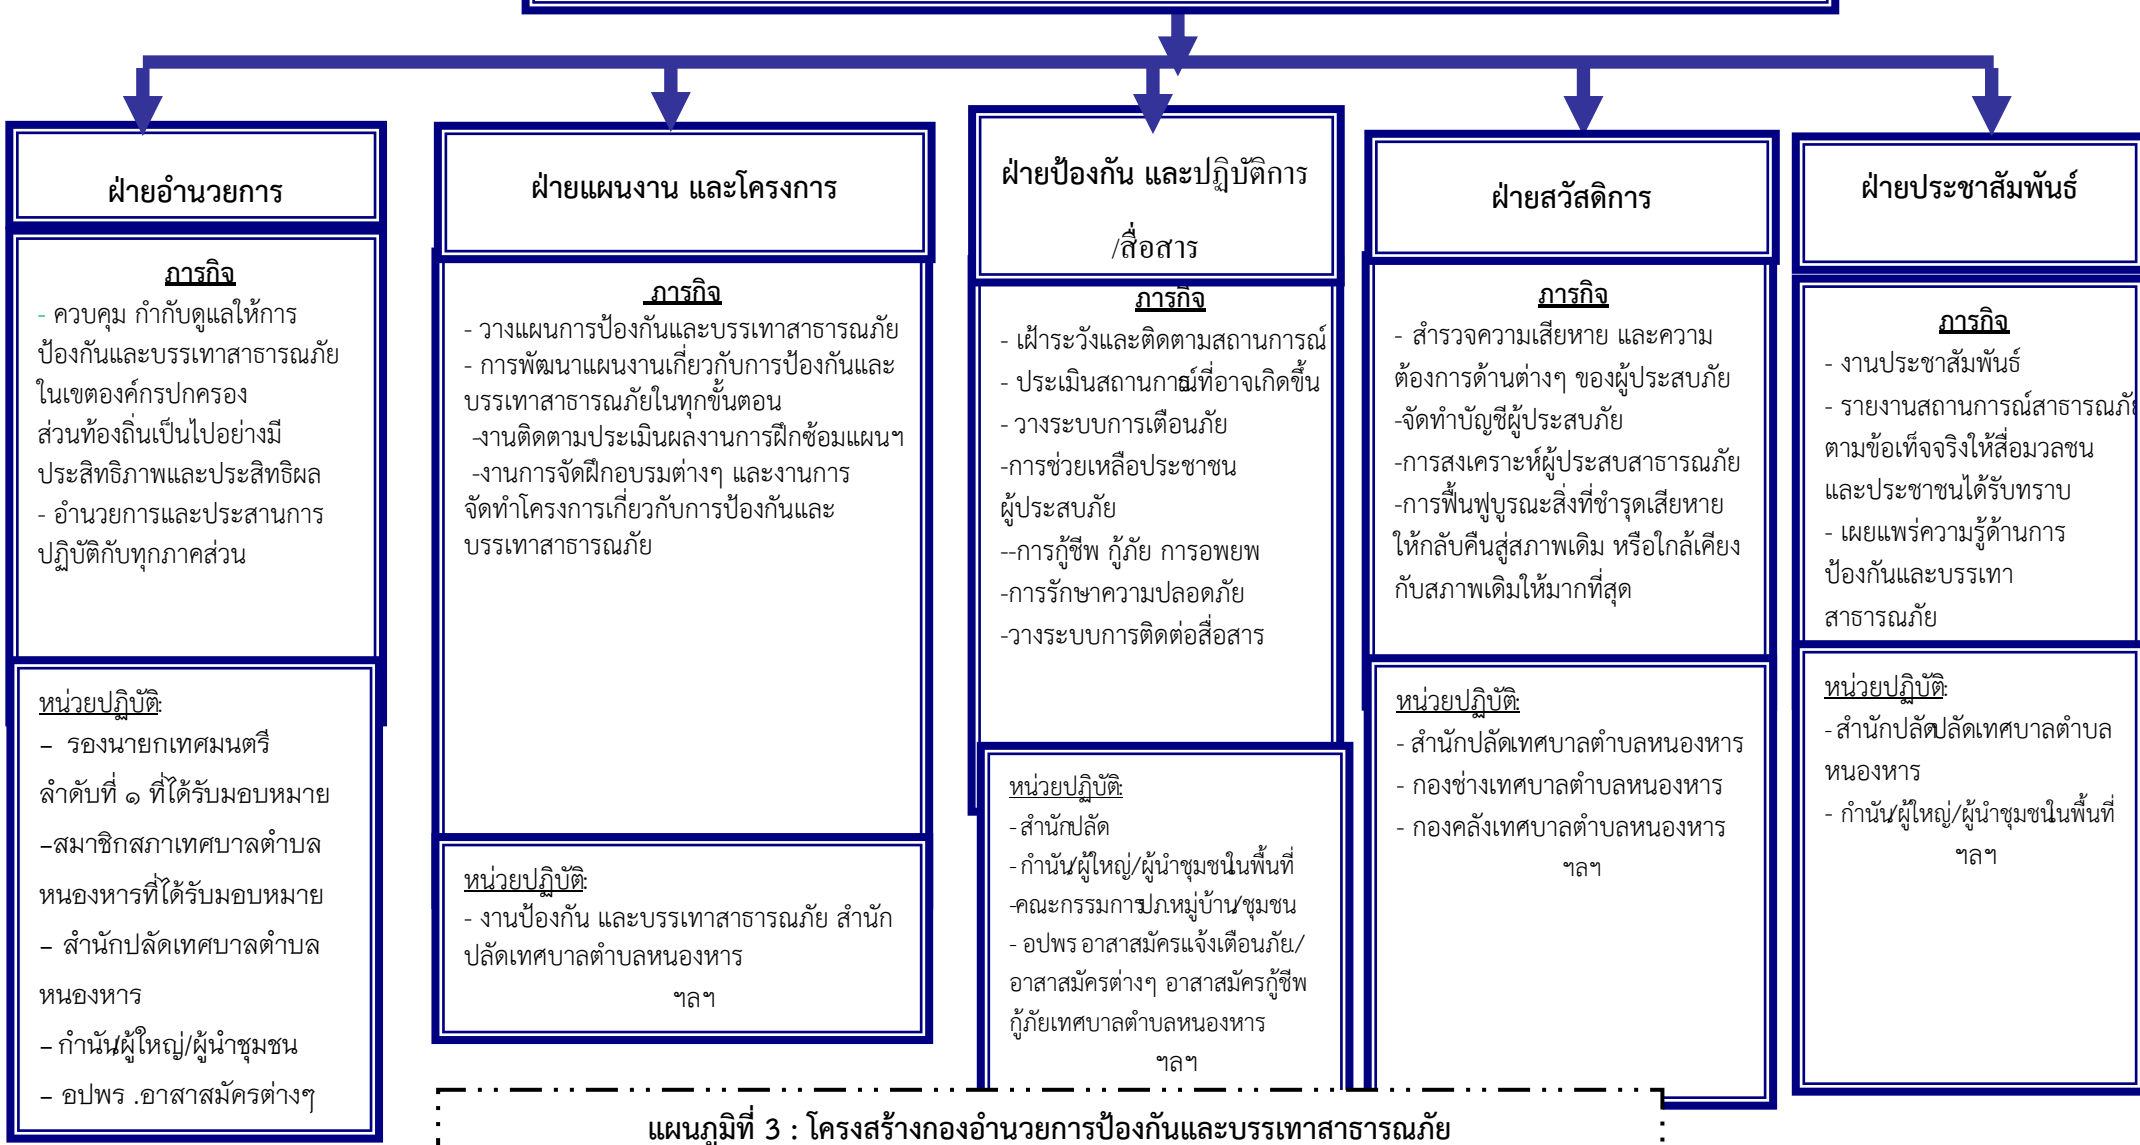 ฝ่ายอำนวยการ
ภารกิจ
- ควบคุม กำกับดูแลให้การ
ป้องกันและบรรเทาสาธารณภัย
ในเขตองค์กรปกครอง
ส่วนท้องถิ่นเป็นไปอย่างมี
ประสิทธิภาพและประสิทธิผล
- อำนวยการและประสานการ
ปฏิบัติกับทุกภาคส่วน
หน่วยปฏิบัติ:
– รองนายกเทศมนตรี
ลำดับที่ ๑ ที่ได้รับมอบหมาย
–สมาชิกสภาเทศบาลตำบล
หนองหารที่ได้รับมอบหมาย
– สำนักปลัดเทศบาลตำบล
หนองหาร
– กำนัน/ผู้ใหญ่/ผู้นำชุมชน
– อปพร .อาสาสมัครต่างๆ
ฝ่ายแผนงาน และโครงการ
ภารกิจ
- วางแผนการป้องกันและบรรเทาสาธารณภัย
- การพัฒนาแผนงานเกี่ยวกับการป้องกันและ
บรรเทาสาธารณภัยในทุกขั้นตอน
-งานติดตามประเมินผลงานการฝึกซ้อมแผนฯ
-งานการจัดฝึกอบรมต่างๆ และงานการ
จัดทำโครงการเกี่ยวกับการป้องกันและ
บรรเทาสาธารณภัย
หน่วยปฏิบัติ:
- งานป้องกัน และบรรเทาสาธารณภัย สำนัก
ปลัดเทศบาลตำบลหนองหาร
ฯลฯ
ฝ่ายป้องกัน และปฏิบัติการ
/สื่อสาร
ภารกิจ
- เฝ้าระวังและติดตามสถานการณ์
- ประเมินสถานการณ์ที่อาจเกิดขึ้น
- วางระบบการเตือนภัย
-การช่วยเหลือประชาชน
ผู้ประสบภัย
--การกู้ชีพ กู้ภัย การอพยพ
-การรักษาความปลอดภัย
-วางระบบการติดต่อสื่อสาร
หน่วยปฏิบัติ:
- สำนักปลัด
- กำนัน/ผู้ใหญ่/ผู้นำชุมชนในพื้นที่
-คณะกรรมการปภ.หมู่บ้าน/ชุมชน
- อปพร อาสาสมัครแจ้งเตือนภัย/
อาสาสมัครต่างๆ อาสาสมัครกู้ชีพ
กู้ภัยเทศบาลตำบลหนองหาร
ฯลฯ
ฝ่ายสวัสดิการ
ภารกิจ
- สำรวจความเสียหาย และความ
ต้องการด้านต่างๆ ของผู้ประสบภัย
-จัดทำบัญชีผู้ประสบภัย
-การสงเคราะห์ผู้ประสบสาธารณภัย
-การฟื้นฟูบูรณะสิ่งที่ชำรุดเสียหาย
ให้กลับคืนสู่สภาพเดิม หรือใกล้เคียง
กับสภาพเดิมให้มากที่สุด
หน่วยปฏิบัติ:
- สำนักปลัดเทศบาลตำบลหนองหาร
- กองช่างเทศบาลตำบลหนองหาร
- กองคลังเทศบาลตำบลหนองหาร
ฯลฯ
ฝ่ายประชาสัมพันธ์
ภารกิจ
- งานประชาสัมพันธ์
- รายงานสถานการณ์สาธารณภัย
ตามข้อเท็จจริงให้สื่อมวลชน
และประชาชนได้รับทราบ
- เผยแพร่ความรู้ด้านการ
ป้องกันและบรรเทา
สาธารณภัย
หน่วยปฏิบัติ:
- สำนักปลัดปลัดเทศบาลตำบล
หนองหาร
- กำนัน/ผู้ใหญ่/ผู้นำชุมชนในพื้นที่
ฯลฯ
แผนภูมิที่ 3 : โครงสร้างกองอำนวยการป้องกันและบรรเทาสาธารณภัย